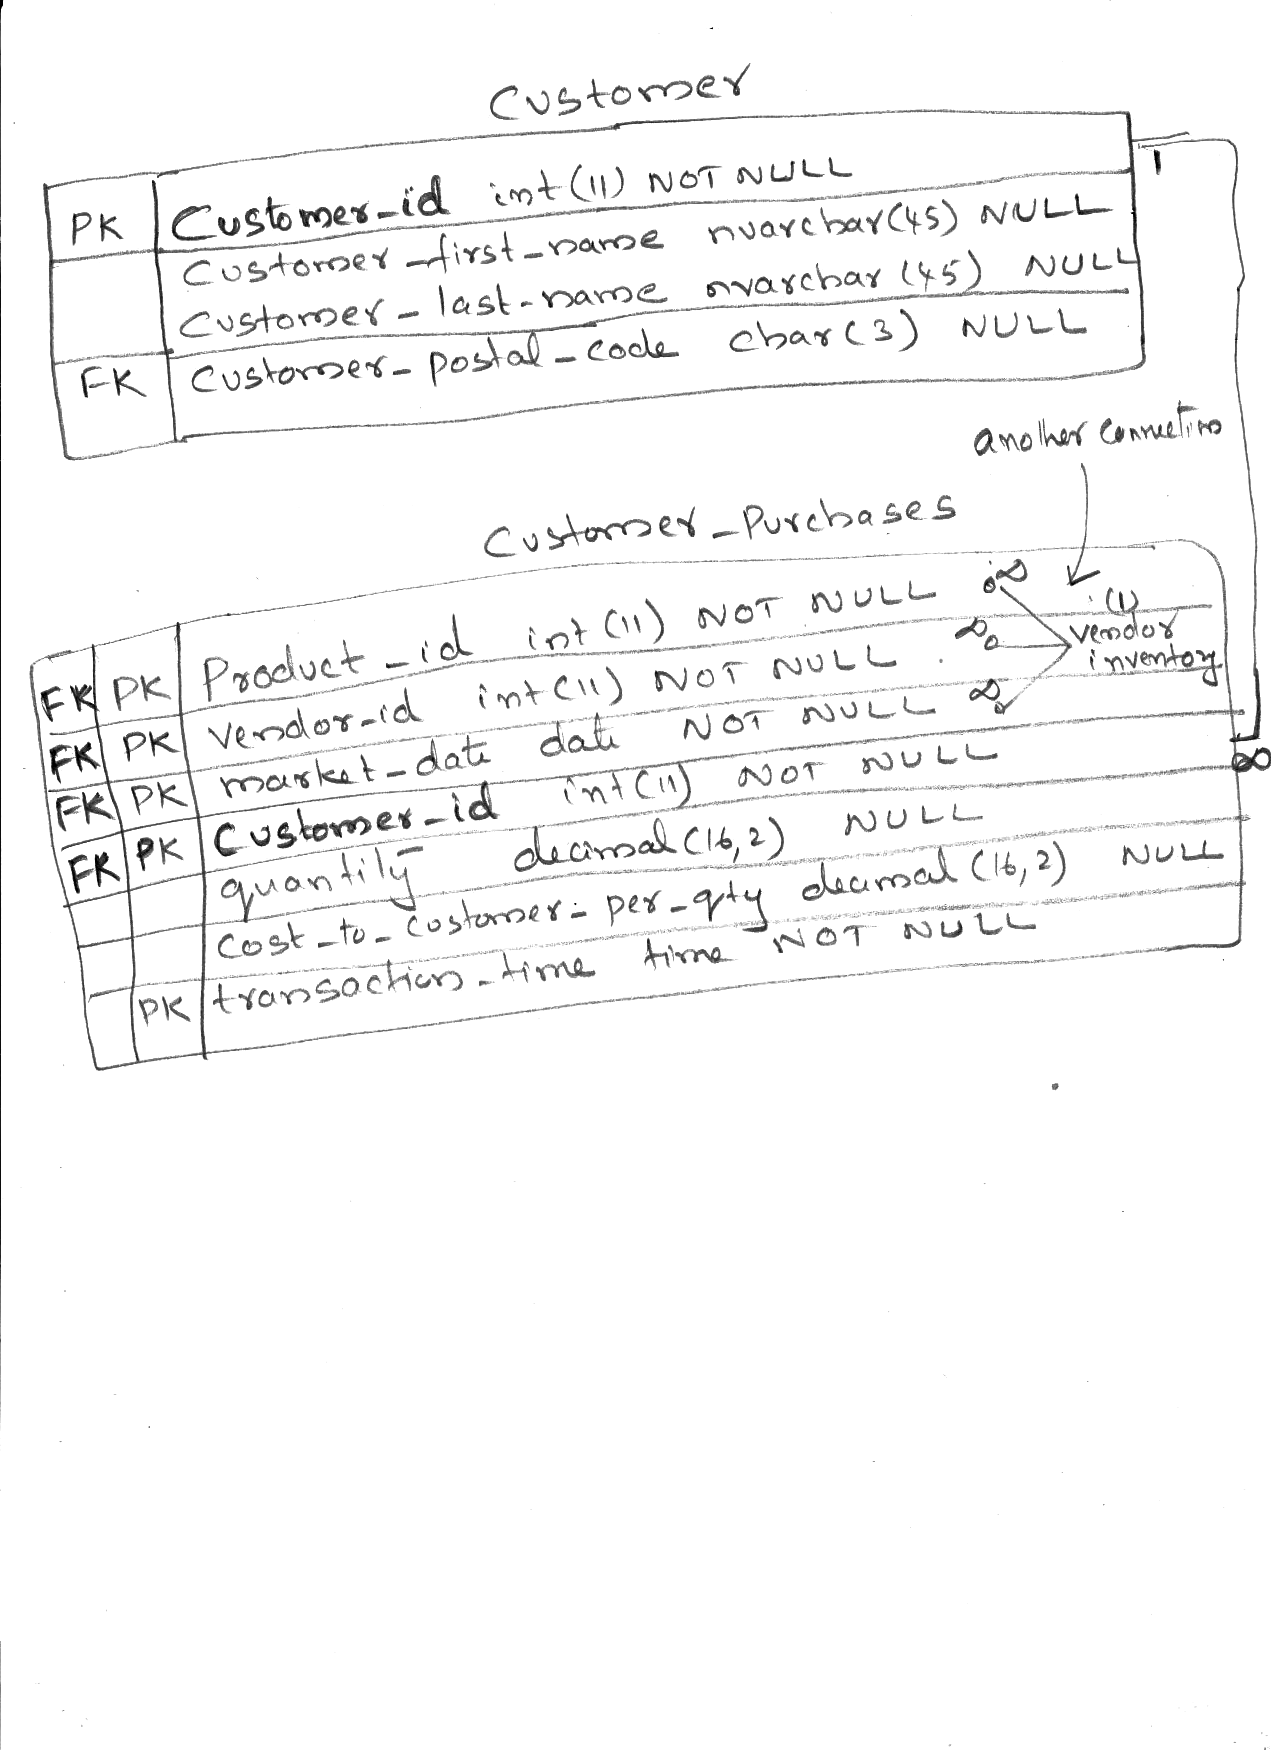 Customer
PK Customer_id int(11) NOT NULL
Customer_first_name nvarchar(45) NULL
Customer_last_name nvarchar(45) NULL
FK Customer_postal_code char(3) NULL
1
another connection
Customer_Purchases
FK PK Product_id int(11) NOT NULL ∞
(1)
FK PK vendor_id int(11) NOT NULL ∞
vendor
inventory
FK PK market_date date NOT NULL ∞
FK PK Customer_id int(11) NOT NULL ∞
quantity decimal(16,2) NULL
cost_to_customer_per_qty decimal(16,2) NULL
PK transaction_time time NOT NULL